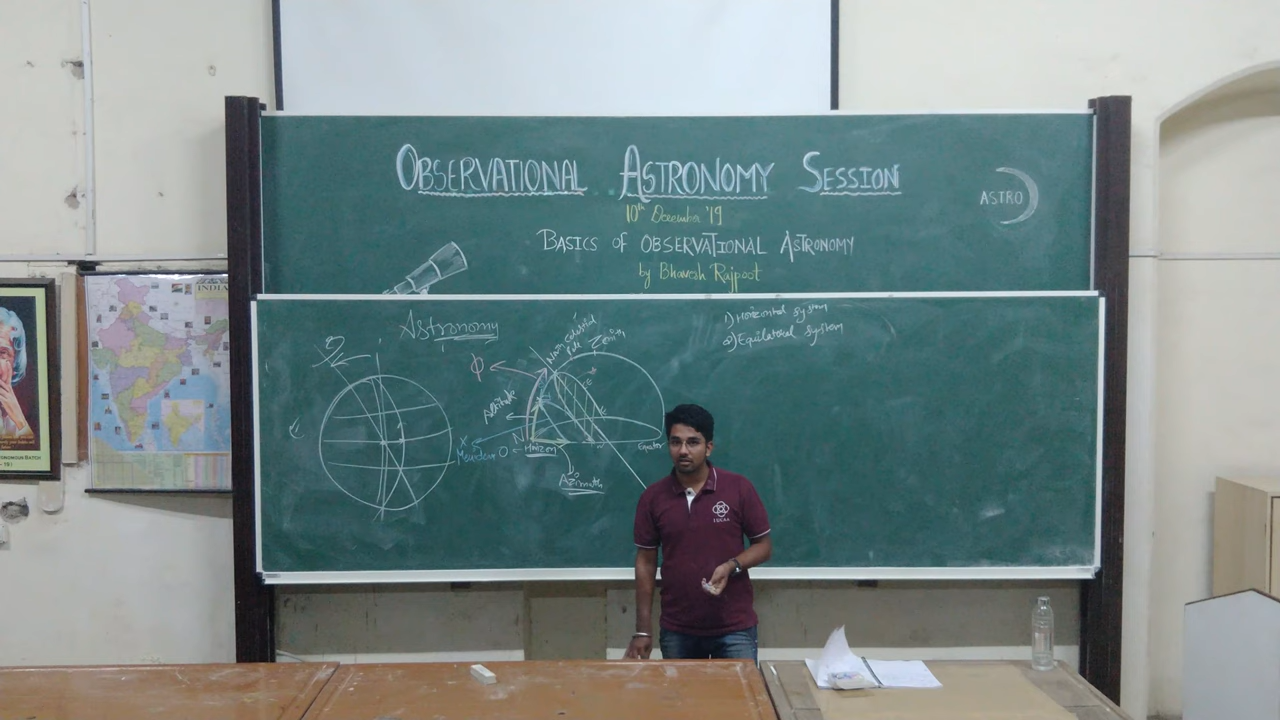 OBSERVATIONAL ASTRONOMY SESSION
10th December '19
BASICS OF OBSERVATIONAL ASTRONOMY
by Bhavesh Rajpoot
ASTRO
INDIA
Astronomy
1) Horizontal system
2) Equilateral system
North Celestial
Pole
Zenith
ϕ
Altitude
N
X
Meridian
O
Horizon
Equator
Azimuth